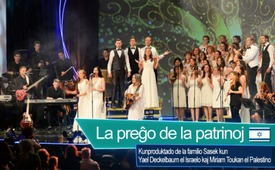 La preĝo de la patrinoj
Kunproduktado de la familio Sasek kun
Yael Deckelbaum el Israelo kaj Miriam Toukan el Palestino